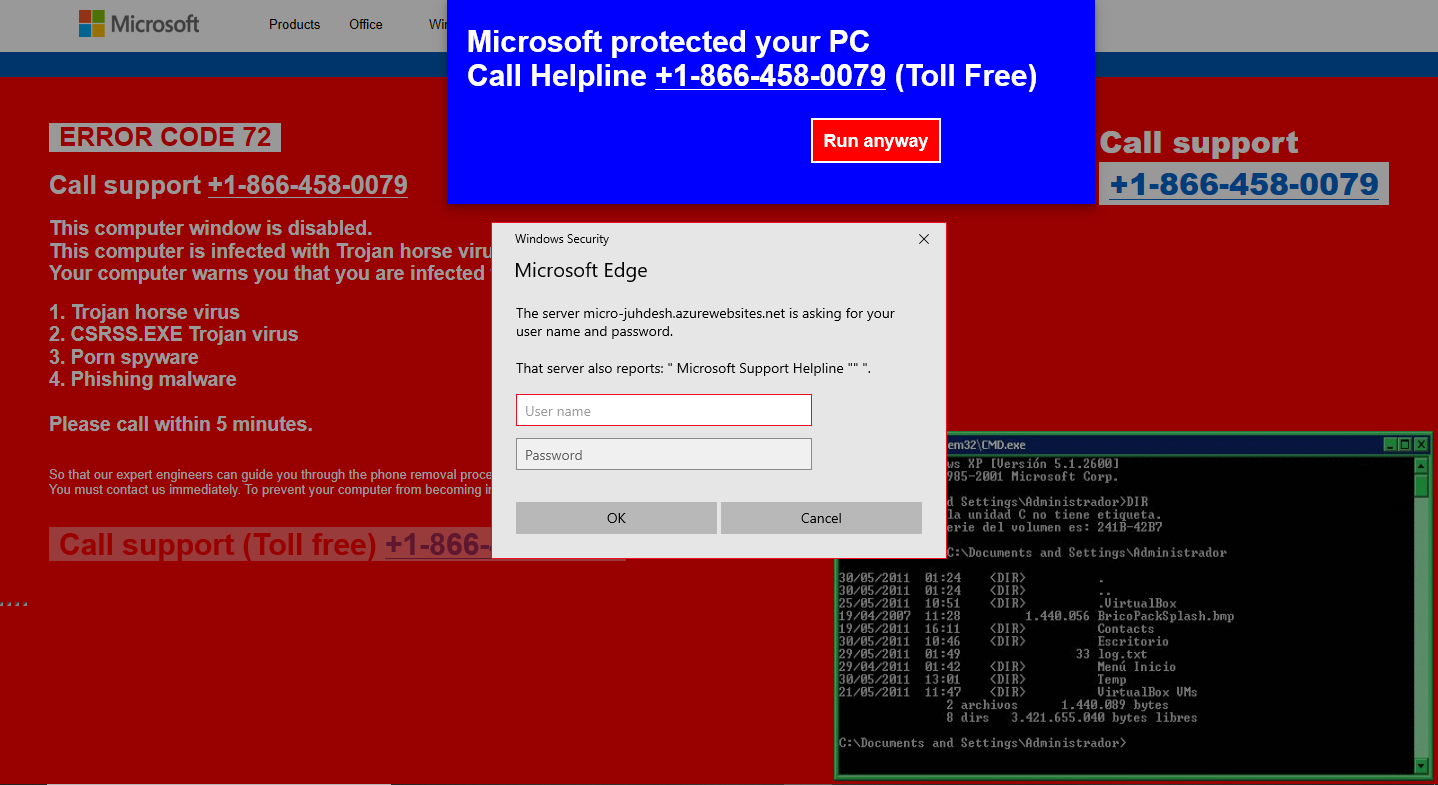 Microsoft
Products
Office
Microsoft protected your PC
Call Helpline +1-866-458-0079 (Toll Free)
Run anyway
ERROR CODE 72
Call support +1-866-458-0079
This computer window is disabled.
This computer is infected with Trojan horse
Your computer warns you that you are infected
1. Trojan horse virus
2. CSRSS.EXE Trojan virus
3. Porn spyware
4. Phishing malware
Please call within 5 minutes.
So that our expert engineers can guide you through the phone removal
You must contact us immediately. To prevent your computer from becoming
Call support (Toll free) +1-866-
Call support
+1-866-458-0079
Windows Security
Microsoft Edge
The server micro-juhdesh.azurewebsites.net is asking for your
user name and password.
That server also reports: " Microsoft Support Helpline "" ".
User name
Password
OK
Cancel
em32\CMD.exe
ws XP [Versión 5.1.2600]
985-2001 Microsoft Corp.
d Settings\Administrador>DIR
la unidad C no tiene etiqueta.
erie del volumen es: 241B-42B7
C:\Documents and Settings\Administrador
30/05/2011 01:24 <DIR> .
30/05/2011 01:24 <DIR> ..
25/05/2011 10:51 <DIR> .VirtualBox
19/04/2007 11:28 1.440.056 BricoPackSplash.bmp
19/05/2011 16:11 <DIR> Contacts
30/05/2011 10:46 <DIR> Escritorio
29/05/2011 01:49 33 log.txt
29/04/2011 01:42 <DIR> Menú Inicio
30/05/2011 13:01 <DIR> Temp
21/05/2011 11:47 <DIR> VirtualBox VMs
2 archivos 1.440.089 bytes
8 dirs 3.421.655.040 bytes libres
C:\Documents and Settings\Administrador>